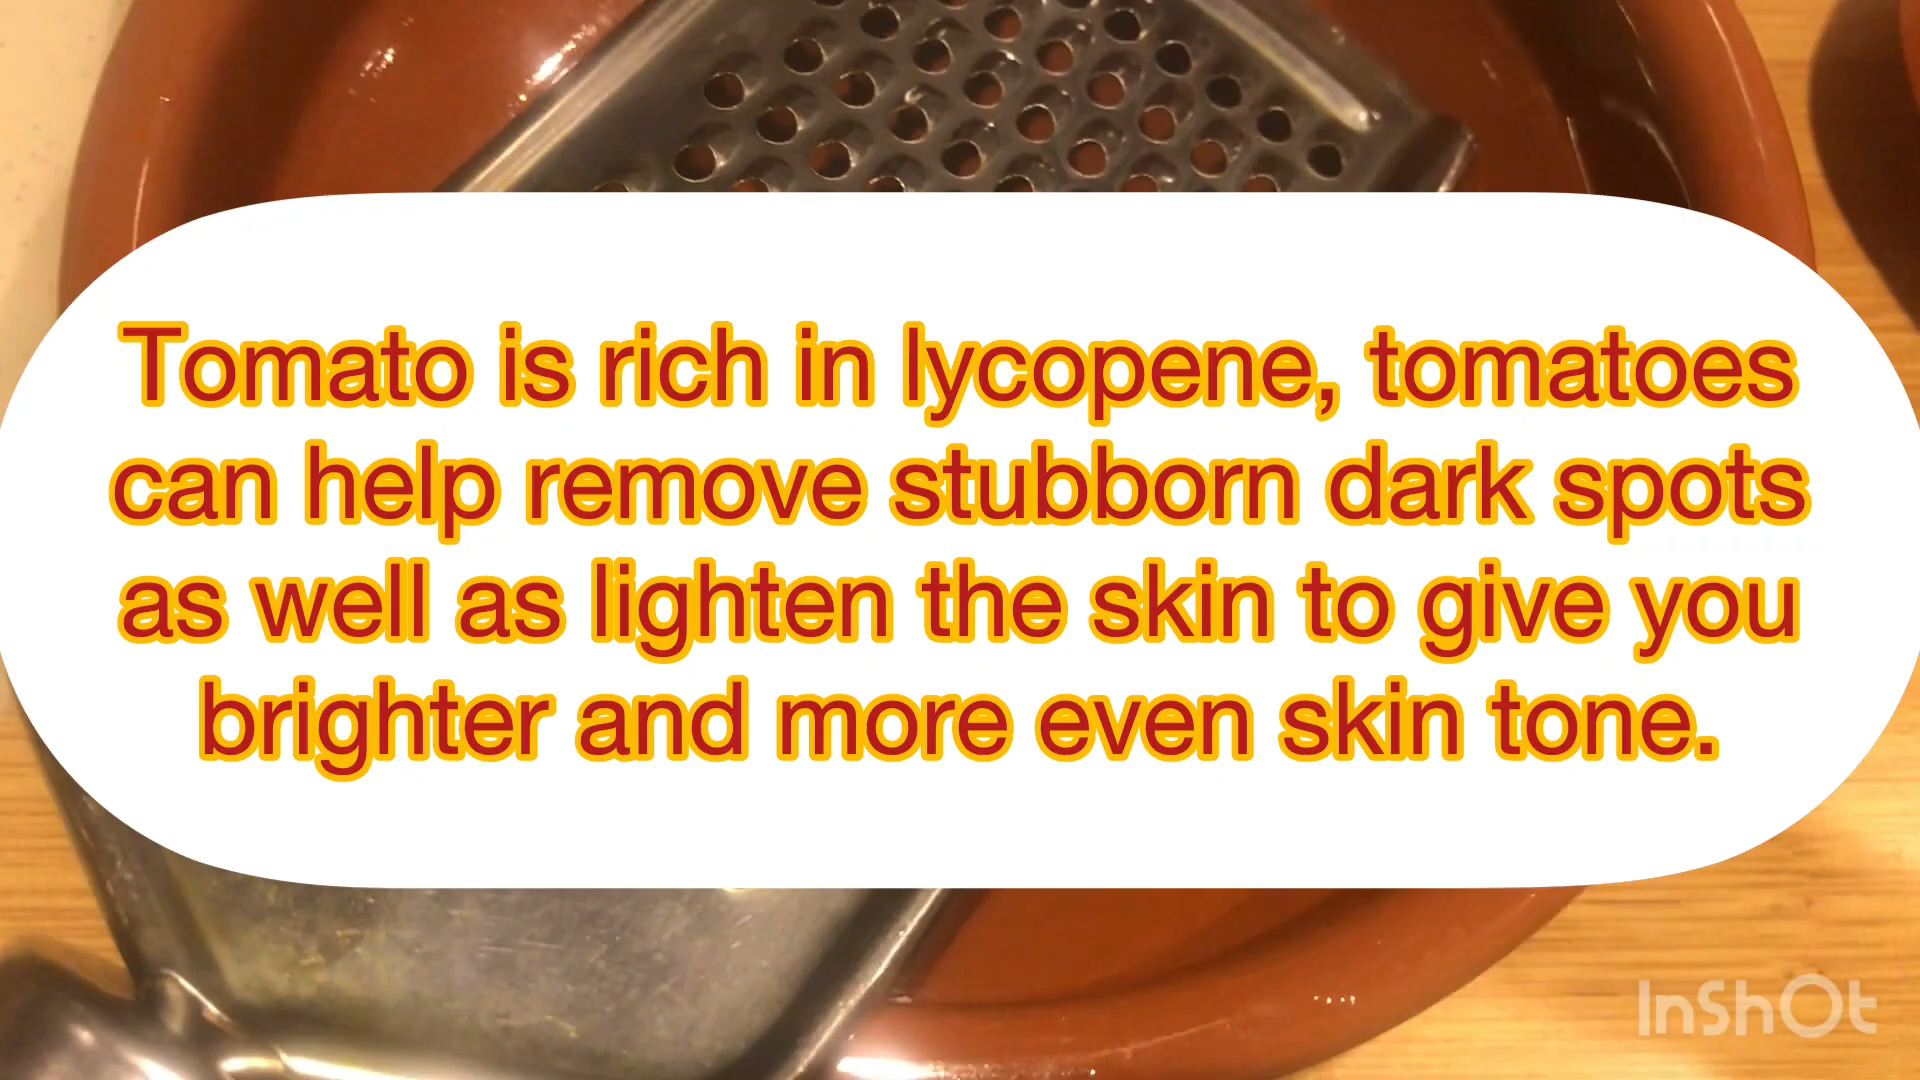 Tomato is rich in lycopene, tomatoes
can help remove stubborn dark spots
as well as lighten the skin to give you
brighter and more even skin tone.
InShOt